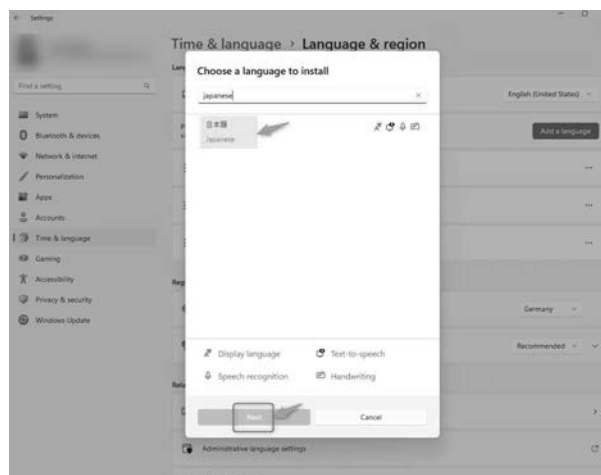 Settings
Time & language > Language & region
Choose a language to install
Find a setting
japanese
English (United States)
日本語
Japanese
System
Bluetooth & devices
Add a language
Network & internet
Personalization
Apps
Accounts
Time & language
Gaming
Accessibility
Privacy & security
Germany
Windows Update
Recommended
Display language
Text-to-speech
Speech recognition
Handwriting
Next
Cancel
Administrative language settings